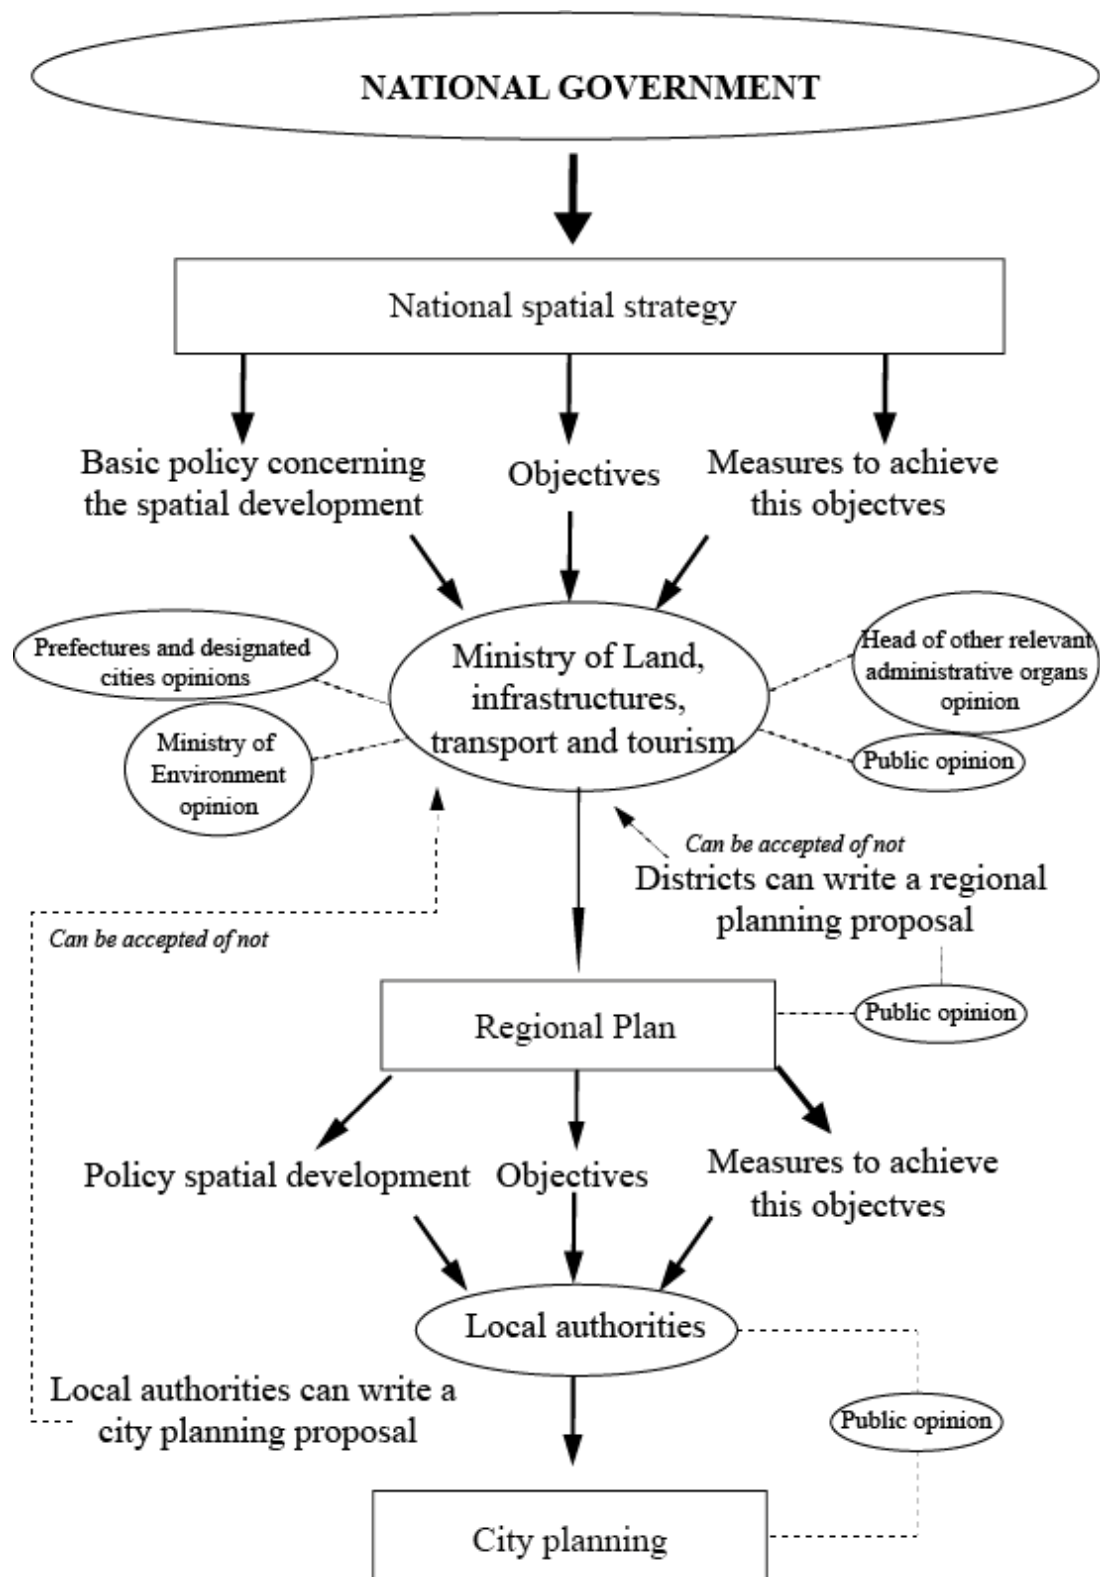 NATIONAL GOVERNMENT
National spatial strategy
Basic policy concerning
the spatial development
Objectives
Measures to achieve
this objectves
Prefectures and designated
cities opinions
Ministry of
Environment
opinion
Ministry of Land,
infrastructures,
transport and tourism
Head of other relevant
administrative organs
opinion
Public opinion
Can be accepted of not
Districts can write a regional
planning proposal
Can be accepted of not
Public opinion
Regional Plan
Policy spatial development
Objectives
Measures to achieve
this objectves
Local authorities
Local authorities can write a
city planning proposal
Public opinion
City planning